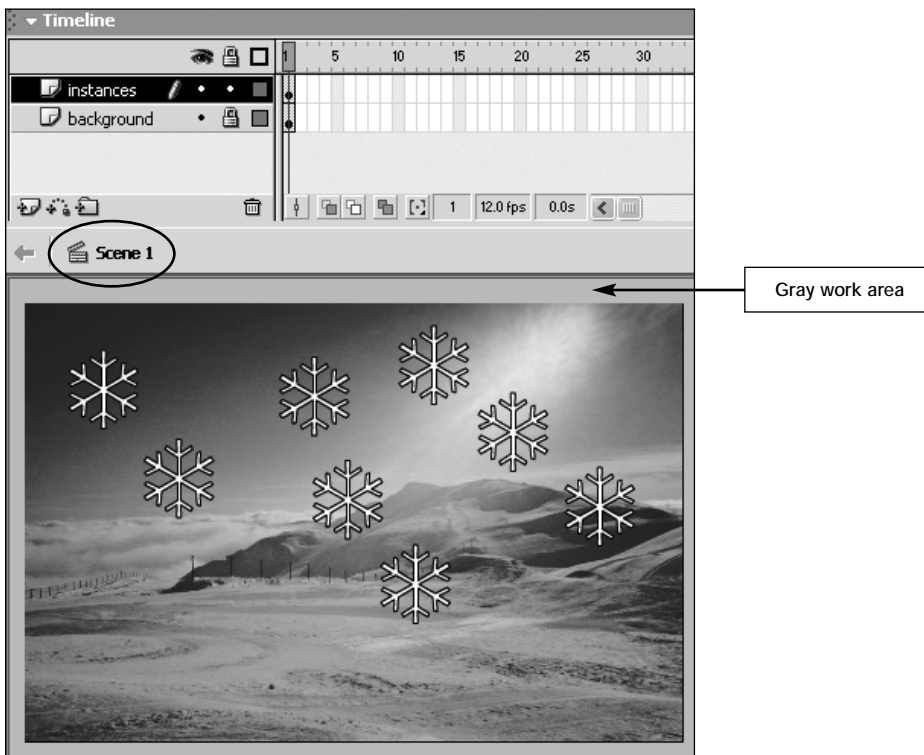 Timeline
1 5 10 15 20 25 30
instances
background
1 12.0 fps 0.0s
Scene 1
Gray work area